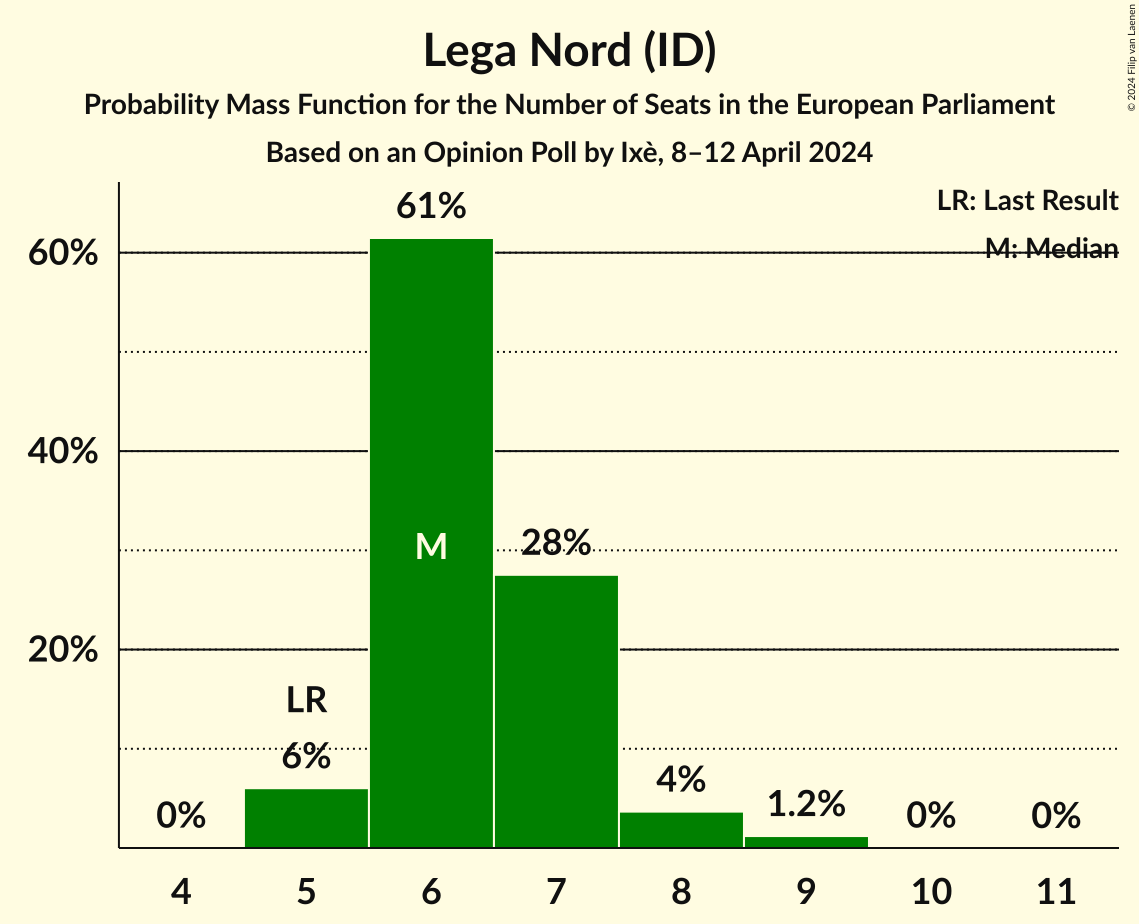 Lega Nord (ID)
Probability Mass Function for the Number of Seats in the European Parliament
Based on an Opinion Poll by Ixè, 8–12 April 2024
© 2024 Filip van Laenen
LR: Last Result
M: Median
61%
60%
40%
M
28%
20%
LR
6%
0%
4%
1.2%
0%
0%
4
5
6
7
8
9
10
11